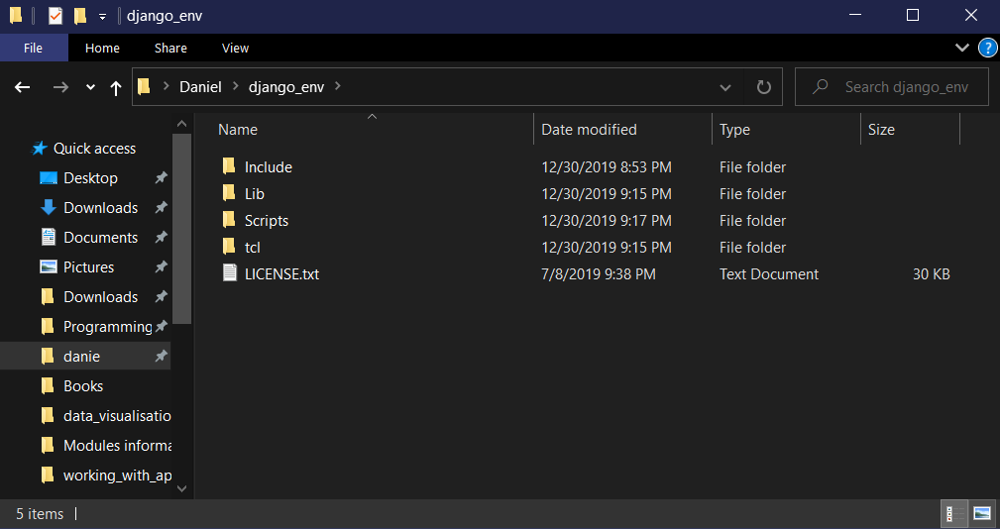 django_env
File Home Share View
Daniel django_env Search django_env
Name Date modified Type Size
Quick access
Desktop
Downloads
Documents
Pictures
Downloads
Programming
danie
Books
data_visualisatio
Modules informa
working_with_ap
Include 12/30/2019 8:53 PM File folder
Lib 12/30/2019 9:15 PM File folder
Scripts 12/30/2019 9:17 PM File folder
tcl 12/30/2019 9:15 PM File folder
LICENSE.txt 7/8/2019 9:38 PM Text Document 30 KB
5 items